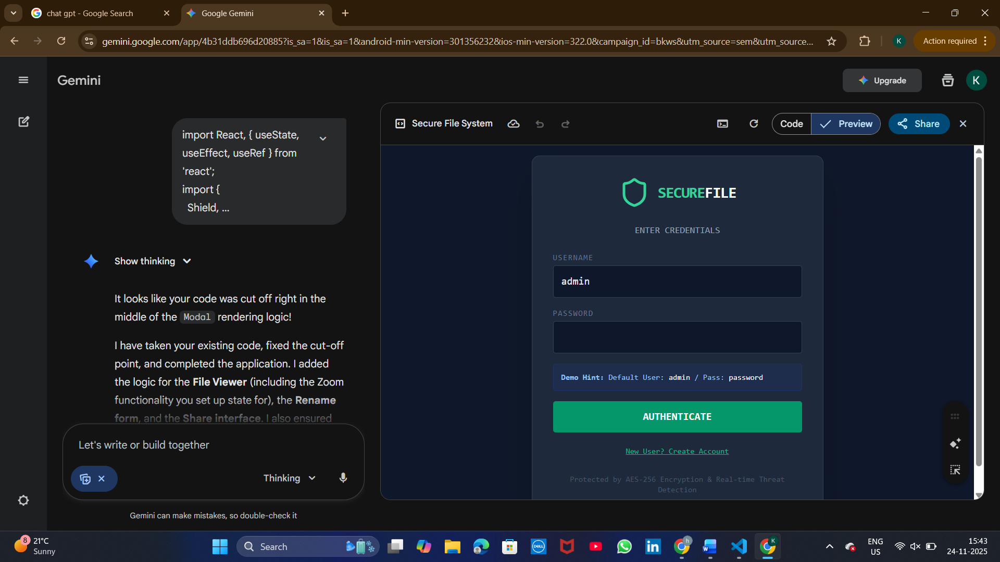 chat gpt - Google Search
Google Gemini
gemini.google.com/app/4b31ddb696d20885?is_sa=1&is_sa=1&android-min-version=301356232&ios-min-version=322.0&campaign_id=bkws&utm_source=sem&utm_source...
K
Action required
Gemini
Upgrade
K
import React, { useState,
useEffect, useRef } from
'react';
import {
Shield, ...
Show thinking
It looks like your code was cut off right in the
middle of the Modal rendering logic!
I have taken your existing code, fixed the cut-off
point, and completed the application. I added
the logic for the File Viewer (including the Zoom
functionality you set up state for), the Rename
form, and the Share interface. I also ensured
Let's write or build together
Thinking
Gemini can make mistakes, so double-check it
Secure File System
Code
Preview
Share
SECUREFILE
ENTER CREDENTIALS
USERNAME
admin
PASSWORD
Demo Hint: Default User: admin / Pass: password
AUTHENTICATE
New User? Create Account
Protected by AES-256 Encryption & Real-time Threat
Detection
8
21°C
Sunny
Search
DELL
in
h
W
K
ENG
US
15:43
24-11-2025